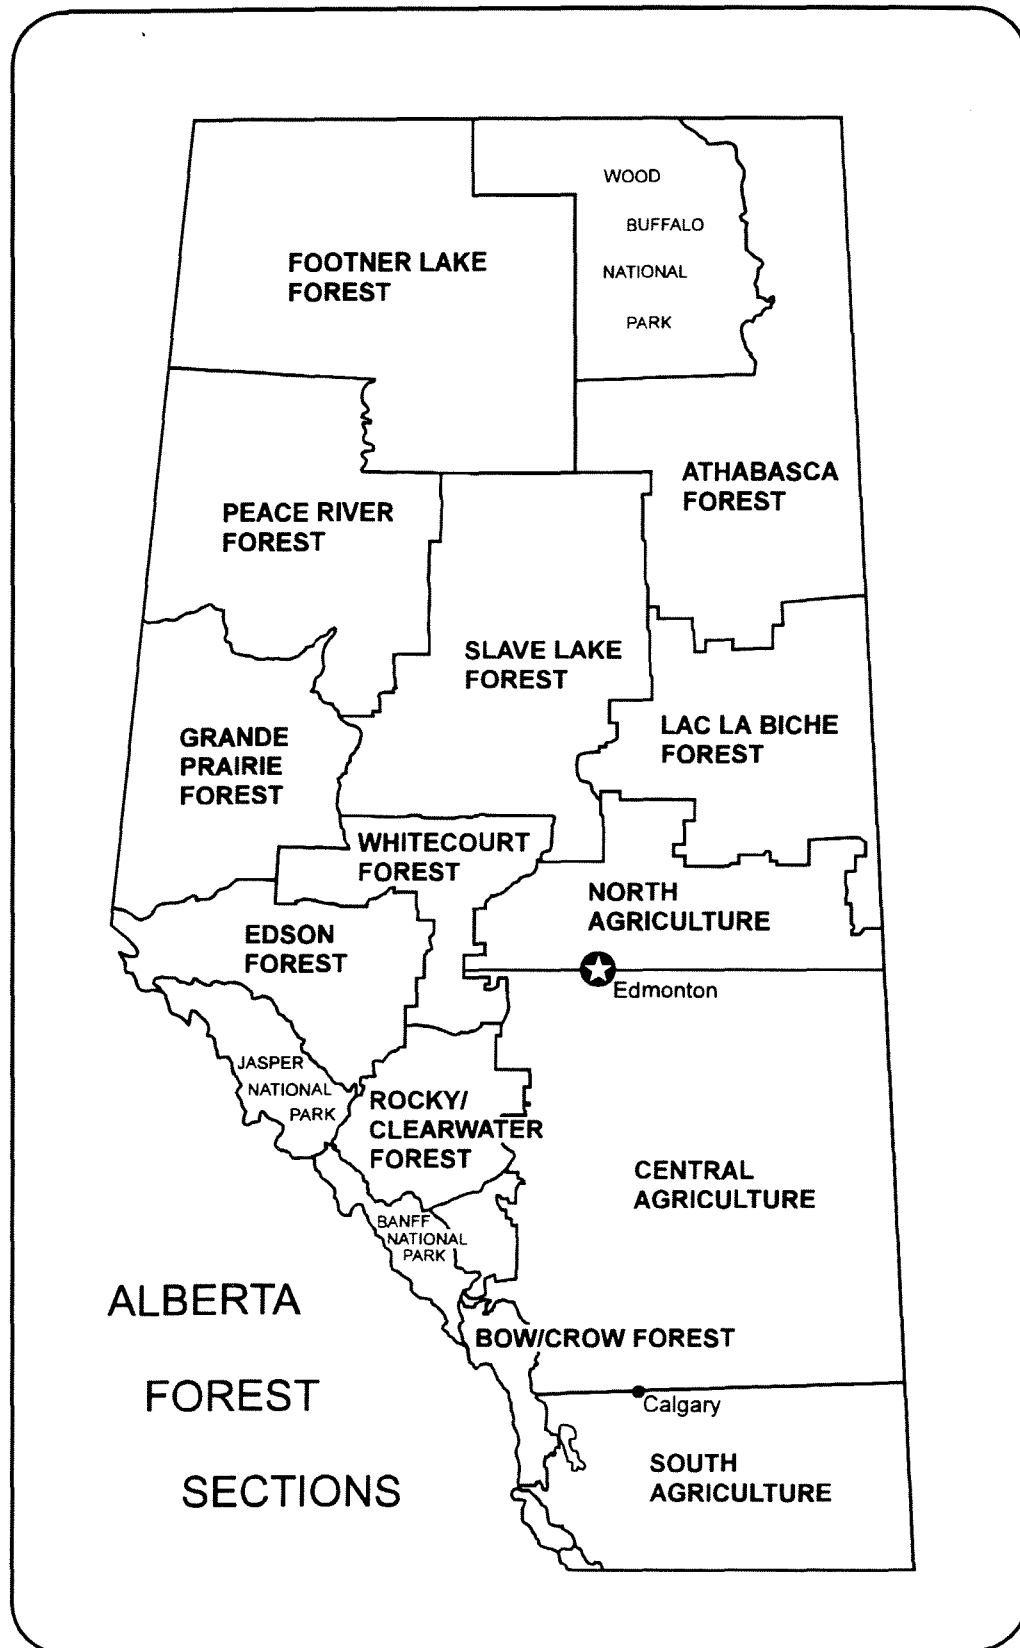 WOOD
BUFFALO
NATIONAL
PARK
FOOTNER LAKE
FOREST
ATHABASCA
FOREST
PEACE RIVER
FOREST
SLAVE LAKE
FOREST
LAC LA BICHE
FOREST
GRANDE
PRAIRIE
FOREST
WHITECOURT
FOREST
NORTH
AGRICULTURE
EDSON
FOREST
Edmonton
JASPER
NATIONAL
PARK
ROCKY/
CLEARWATER
FOREST
CENTRAL
AGRICULTURE
BANFF
NATIONAL
PARK
BOW/CROW FOREST
Calgary
SOUTH
AGRICULTURE
ALBERTA
FOREST
SECTIONS